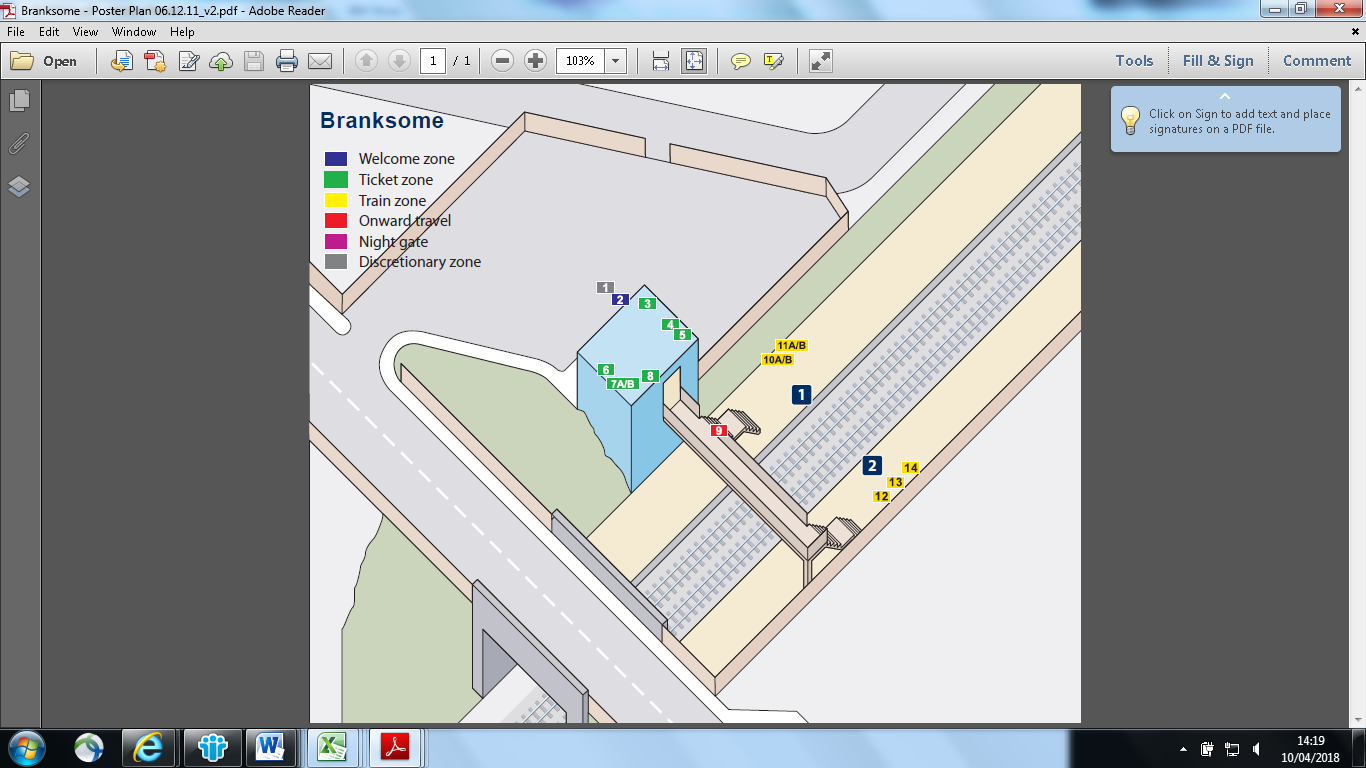 Branksome - Poster Plan 06.12.11_v2.pdf - Adobe Reader
File Edit View Window Help
Open 1 / 1 103% Tools Fill & Sign Comment
Click on Sign to add text and place
signatures on a PDF file.
Branksome
Welcome zone
Ticket zone
Train zone
Onward travel
Night gate
Discretionary zone
1
2
3
4
5
6
7A/B
8
9
11A/B
10A/B
1
2
14
13
12
14:19
10/04/2018